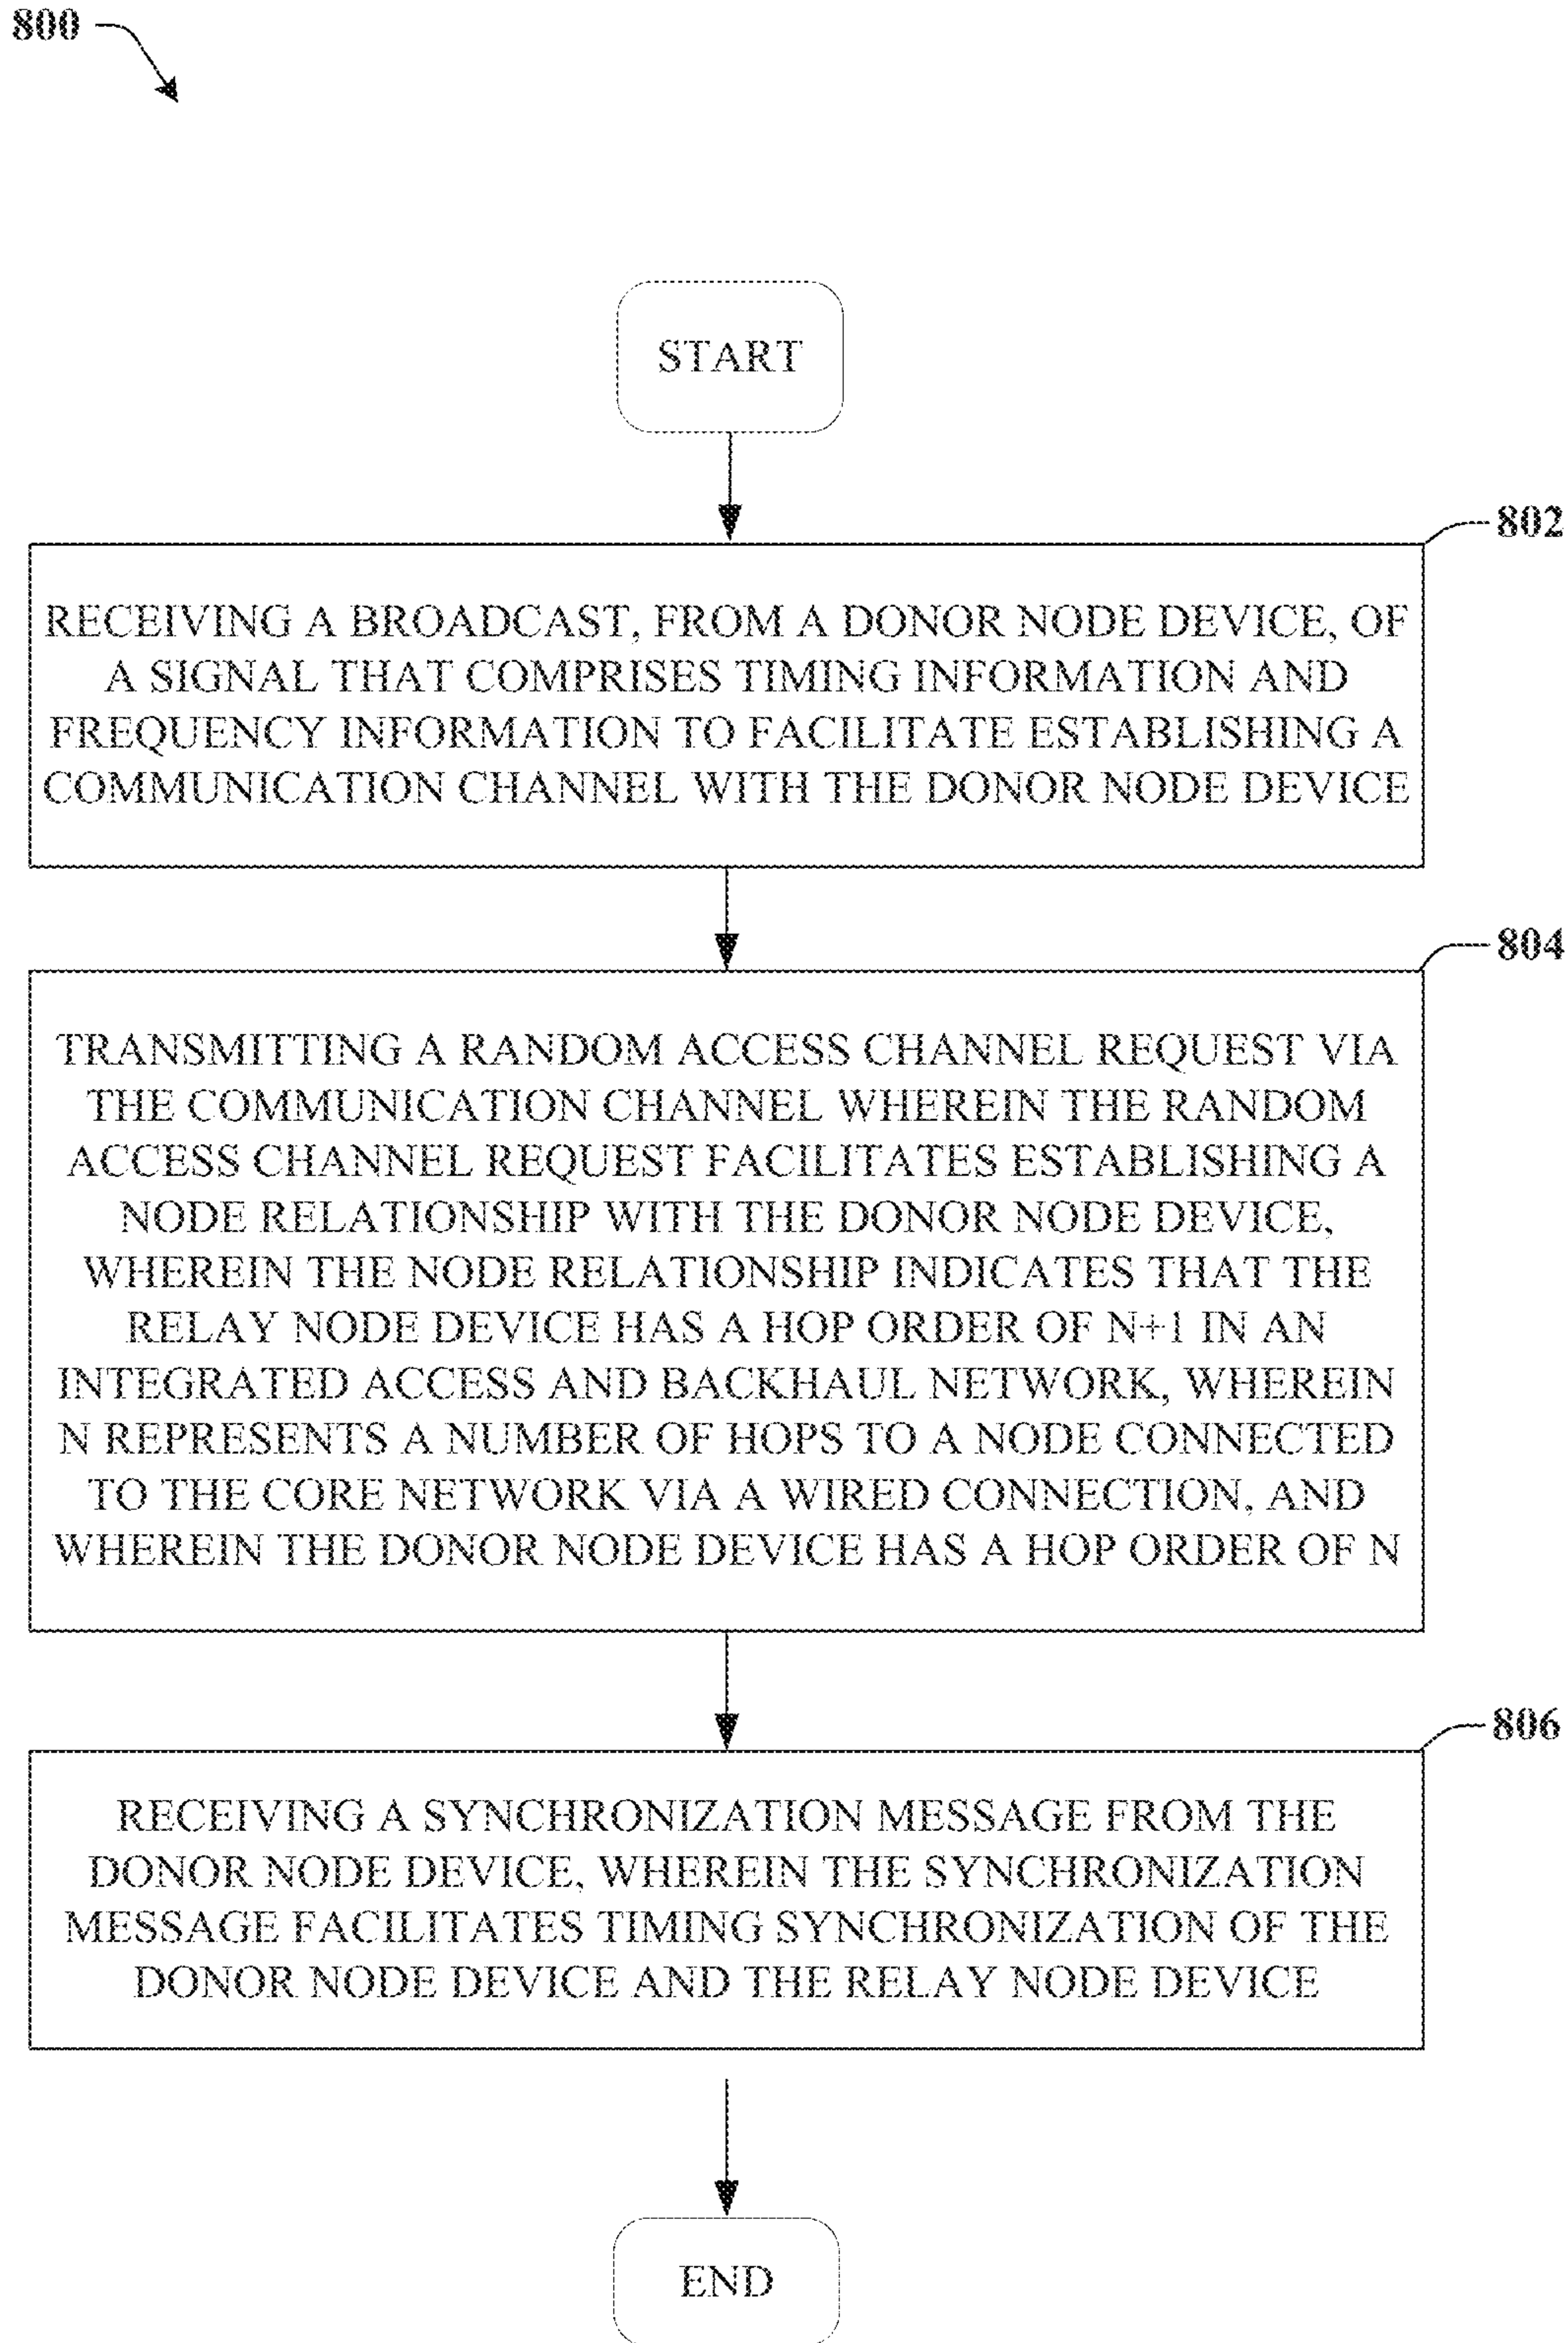 800
START
802
RECEIVING A BROADCAST, FROM A DONOR NODE DEVICE, OF
A SIGNAL THAT COMPRISES TIMING INFORMATION AND
FREQUENCY INFORMATION TO FACILITATE ESTABLISHING A
COMMUNICATION CHANNEL WITH THE DONOR NODE DEVICE
804
TRANSMITTING A RANDOM ACCESS CHANNEL REQUEST VIA
THE COMMUNICATION CHANNEL WHEREIN THE RANDOM
ACCESS CHANNEL REQUEST FACILITATES ESTABLISHING A
NODE RELATIONSHIP WITH THE DONOR NODE DEVICE,
WHEREIN THE NODE RELATIONSHIP INDICATES THAT THE
RELAY NODE DEVICE HAS A HOP ORDER OF N+1 IN AN
INTEGRATED ACCESS AND BACKHAUL NETWORK, WHEREIN
N REPRESENTS A NUMBER OF HOPS TO A NODE CONNECTED
TO THE CORE NETWORK VIA A WIRED CONNECTION, AND
WHEREIN THE DONOR NODE DEVICE HAS A HOP ORDER OF N
806
RECEIVING A SYNCHRONIZATION MESSAGE FROM THE
DONOR NODE DEVICE, WHEREIN THE SYNCHRONIZATION
MESSAGE FACILITATES TIMING SYNCHRONIZATION OF THE
DONOR NODE DEVICE AND THE RELAY NODE DEVICE
END